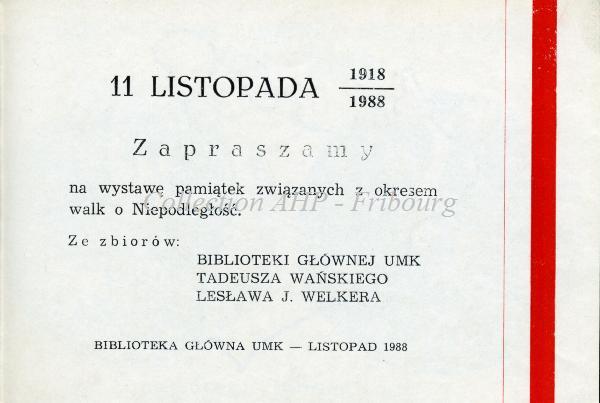 11 LISTOPADA 1918
1988
Zapraszamy
na wystawę pamiątek związanych z okresem
walk o Niepodległość.
Collection AHP - Fribourg
Ze zbiorów:
BIBLIOTEKI GŁÓWNEJ UMK
TADEUSZA WAŃSKIEGO
LESŁAWA J. WELKERA
BIBLIOTEKA GŁÓWNA UMK — LISTOPAD 1988